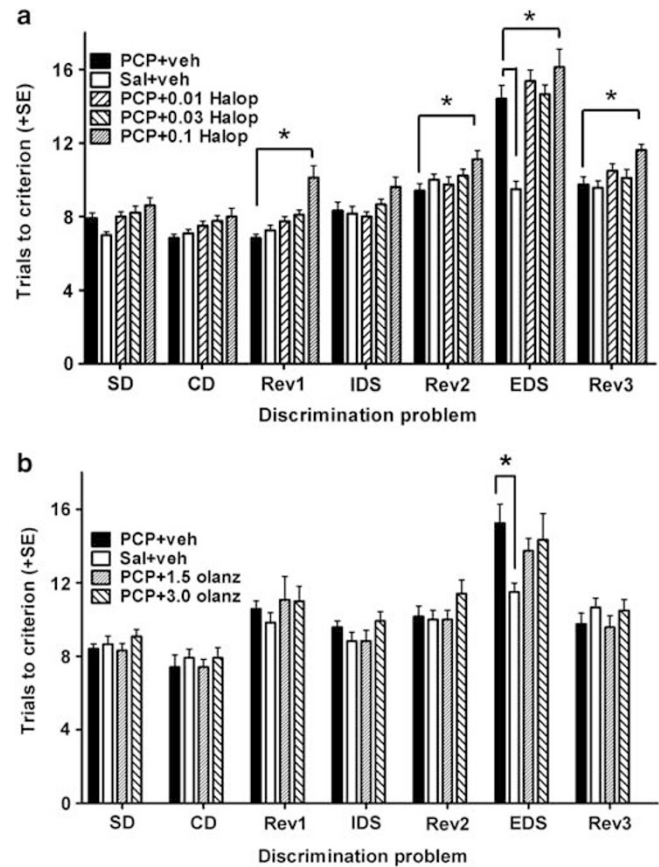 a
Trials to criterion (+SE)
16
12
8
4
0
PCP+veh
Sal+veh
PCP+0.01 Halop
PCP+0.03 Halop
PCP+0.1 Halop
*
*
*
*
SD CD Rev1 IDS Rev2 EDS Rev3
Discrimination problem
b
Trials to criterion (+SE)
16
12
8
4
0
PCP+veh
Sal+veh
PCP+1.5 olanz
PCP+3.0 olanz
*
SD CD Rev1 IDS Rev2 EDS Rev3
Discrimination problem